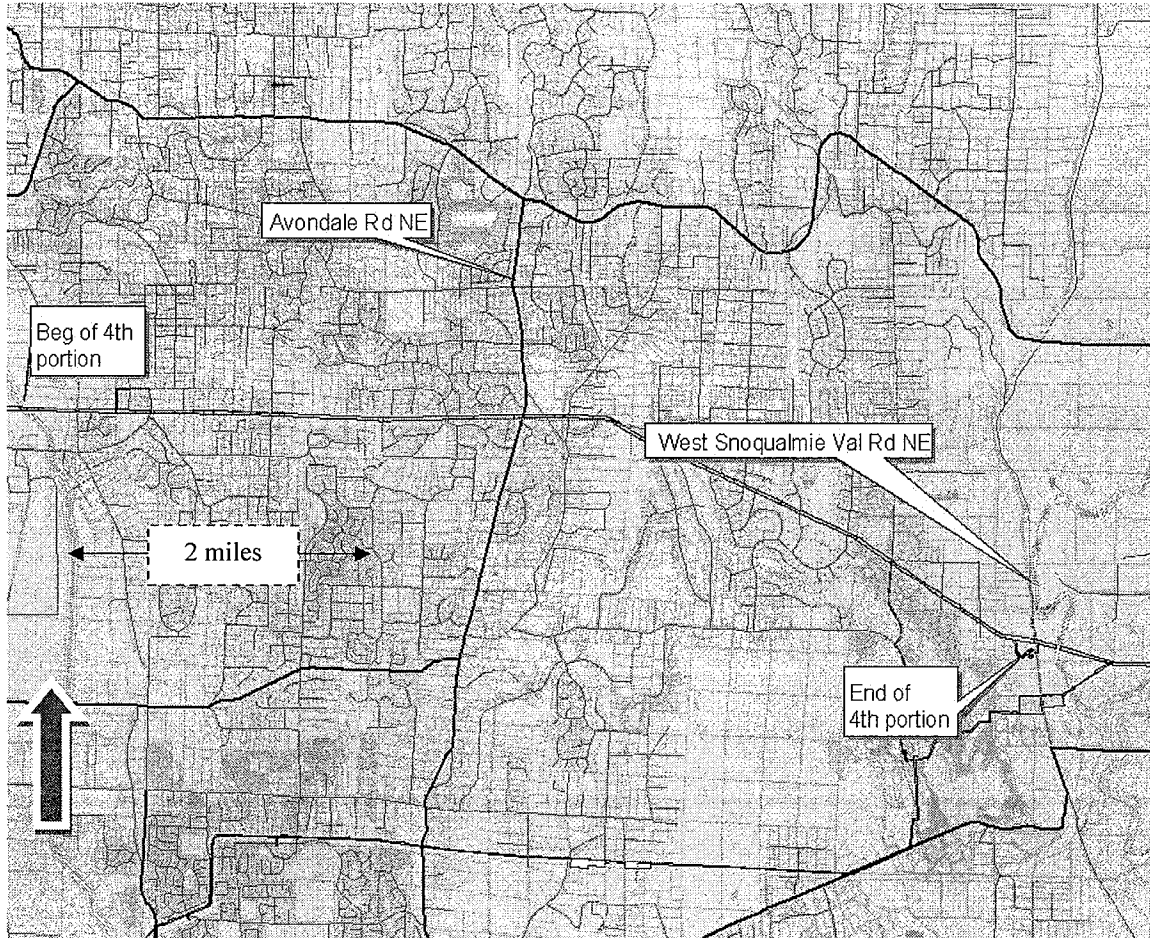 Avondale Rd NE
Beg of 4th
portion
West Snoqualmie Val Rd NE
2 miles
End of
4th portion